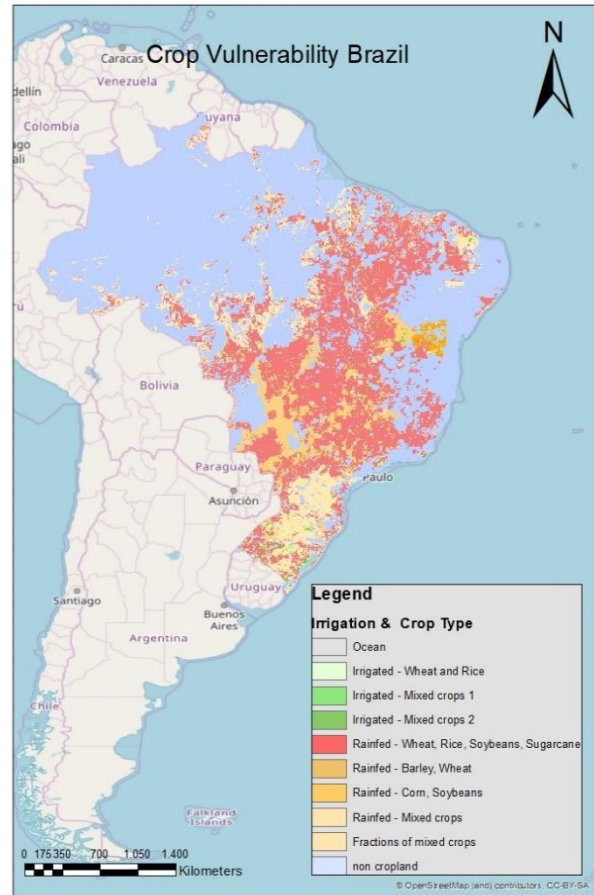 Crop Vulnerability Brazil
N
Caracas
Venezuela
dellín
Colombia
uyana
ago
ali
rú
Bolivia
Paraguay
Paulo
Asunción
Uruguay
Santiago
Buenos
Aires
Argentina
Chile
Falkland
Islands
Legend
Irrigation & Crop Type
Ocean
Irrigated - Wheat and Rice
Irrigated - Mixed crops 1
Irrigated - Mixed crops 2
Rainfed - Wheat, Rice, Soybeans, Sugarcane
Rainfed - Barley, Wheat
Rainfed - Corn, Soybeans
Rainfed - Mixed crops
Fractions of mixed crops
non cropland
0 175 350 700 1.050 1.400
Kilometers
© OpenStreetMap (and) contributors, CC-BY-SA